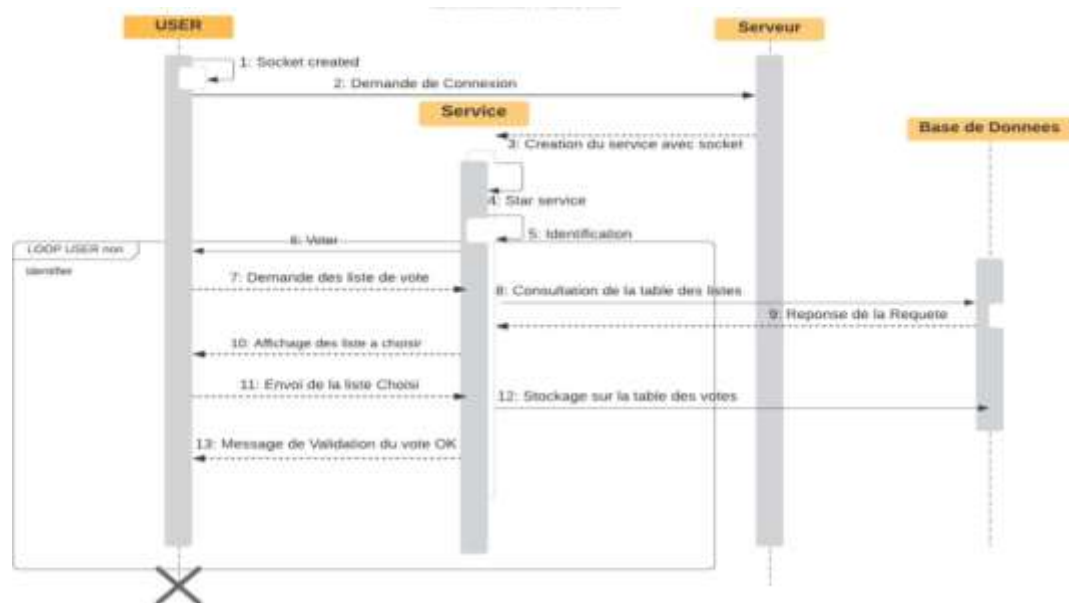 USER
Serveur
1: Socket created
2: Demande de Connexion
Service
Base de Donnees
3: Creation du service avec socket
4: Star service
5: Identification
LOOP USER non
identifier
6: Voter
7: Demande des liste de vote
8: Consultation de la table des listes
9: Reponse de la Requete
10: Affichage des liste a choisir
11: Envoi de la liste Choisi
12: Stockage sur la table des votes
13: Message de Validation du vote OK